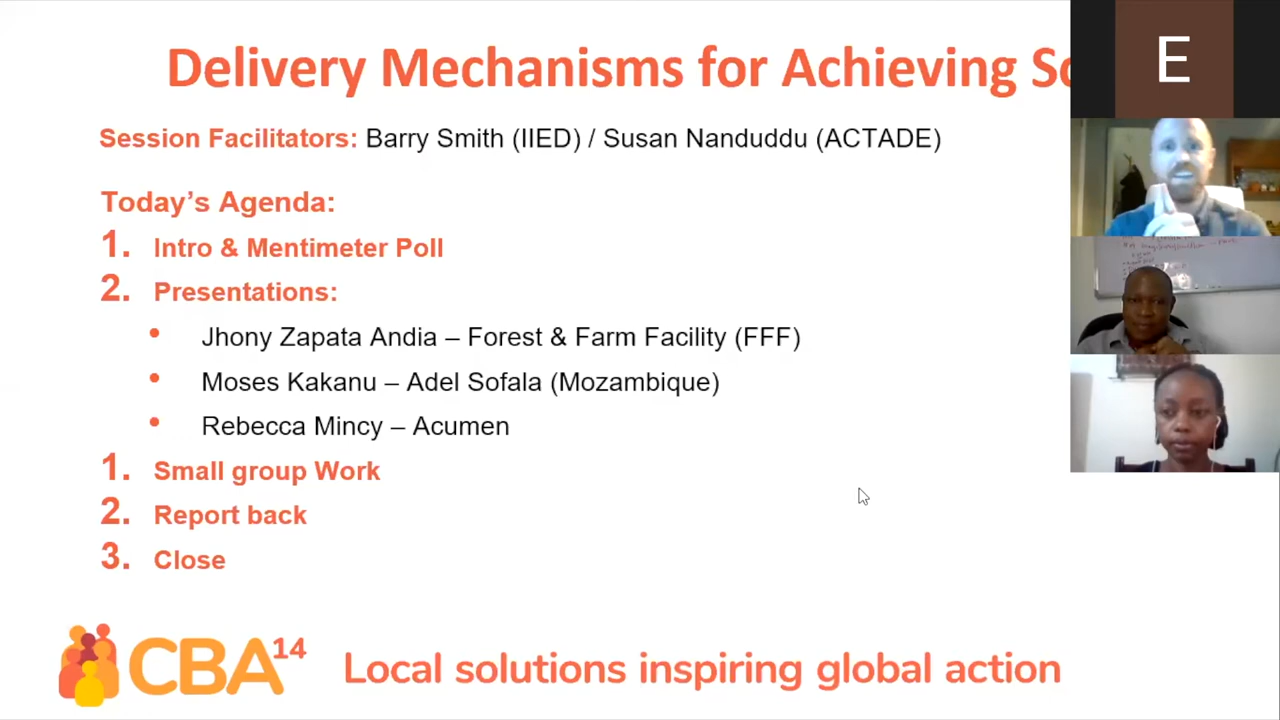 Delivery Mechanisms for Achieving
Session Facilitators: Barry Smith (IIED) / Susan Nanduddu (ACTADE)
Today's Agenda:
1. Intro & Mentimeter Poll
2. Presentations:
• Jhony Zapata Andia – Forest & Farm Facility (FFF)
• Moses Kakanu – Adel Sofala (Mozambique)
• Rebecca Mincy – Acumen
1. Small group Work
2. Report back
3. Close
CBA14
Local solutions inspiring global action
E